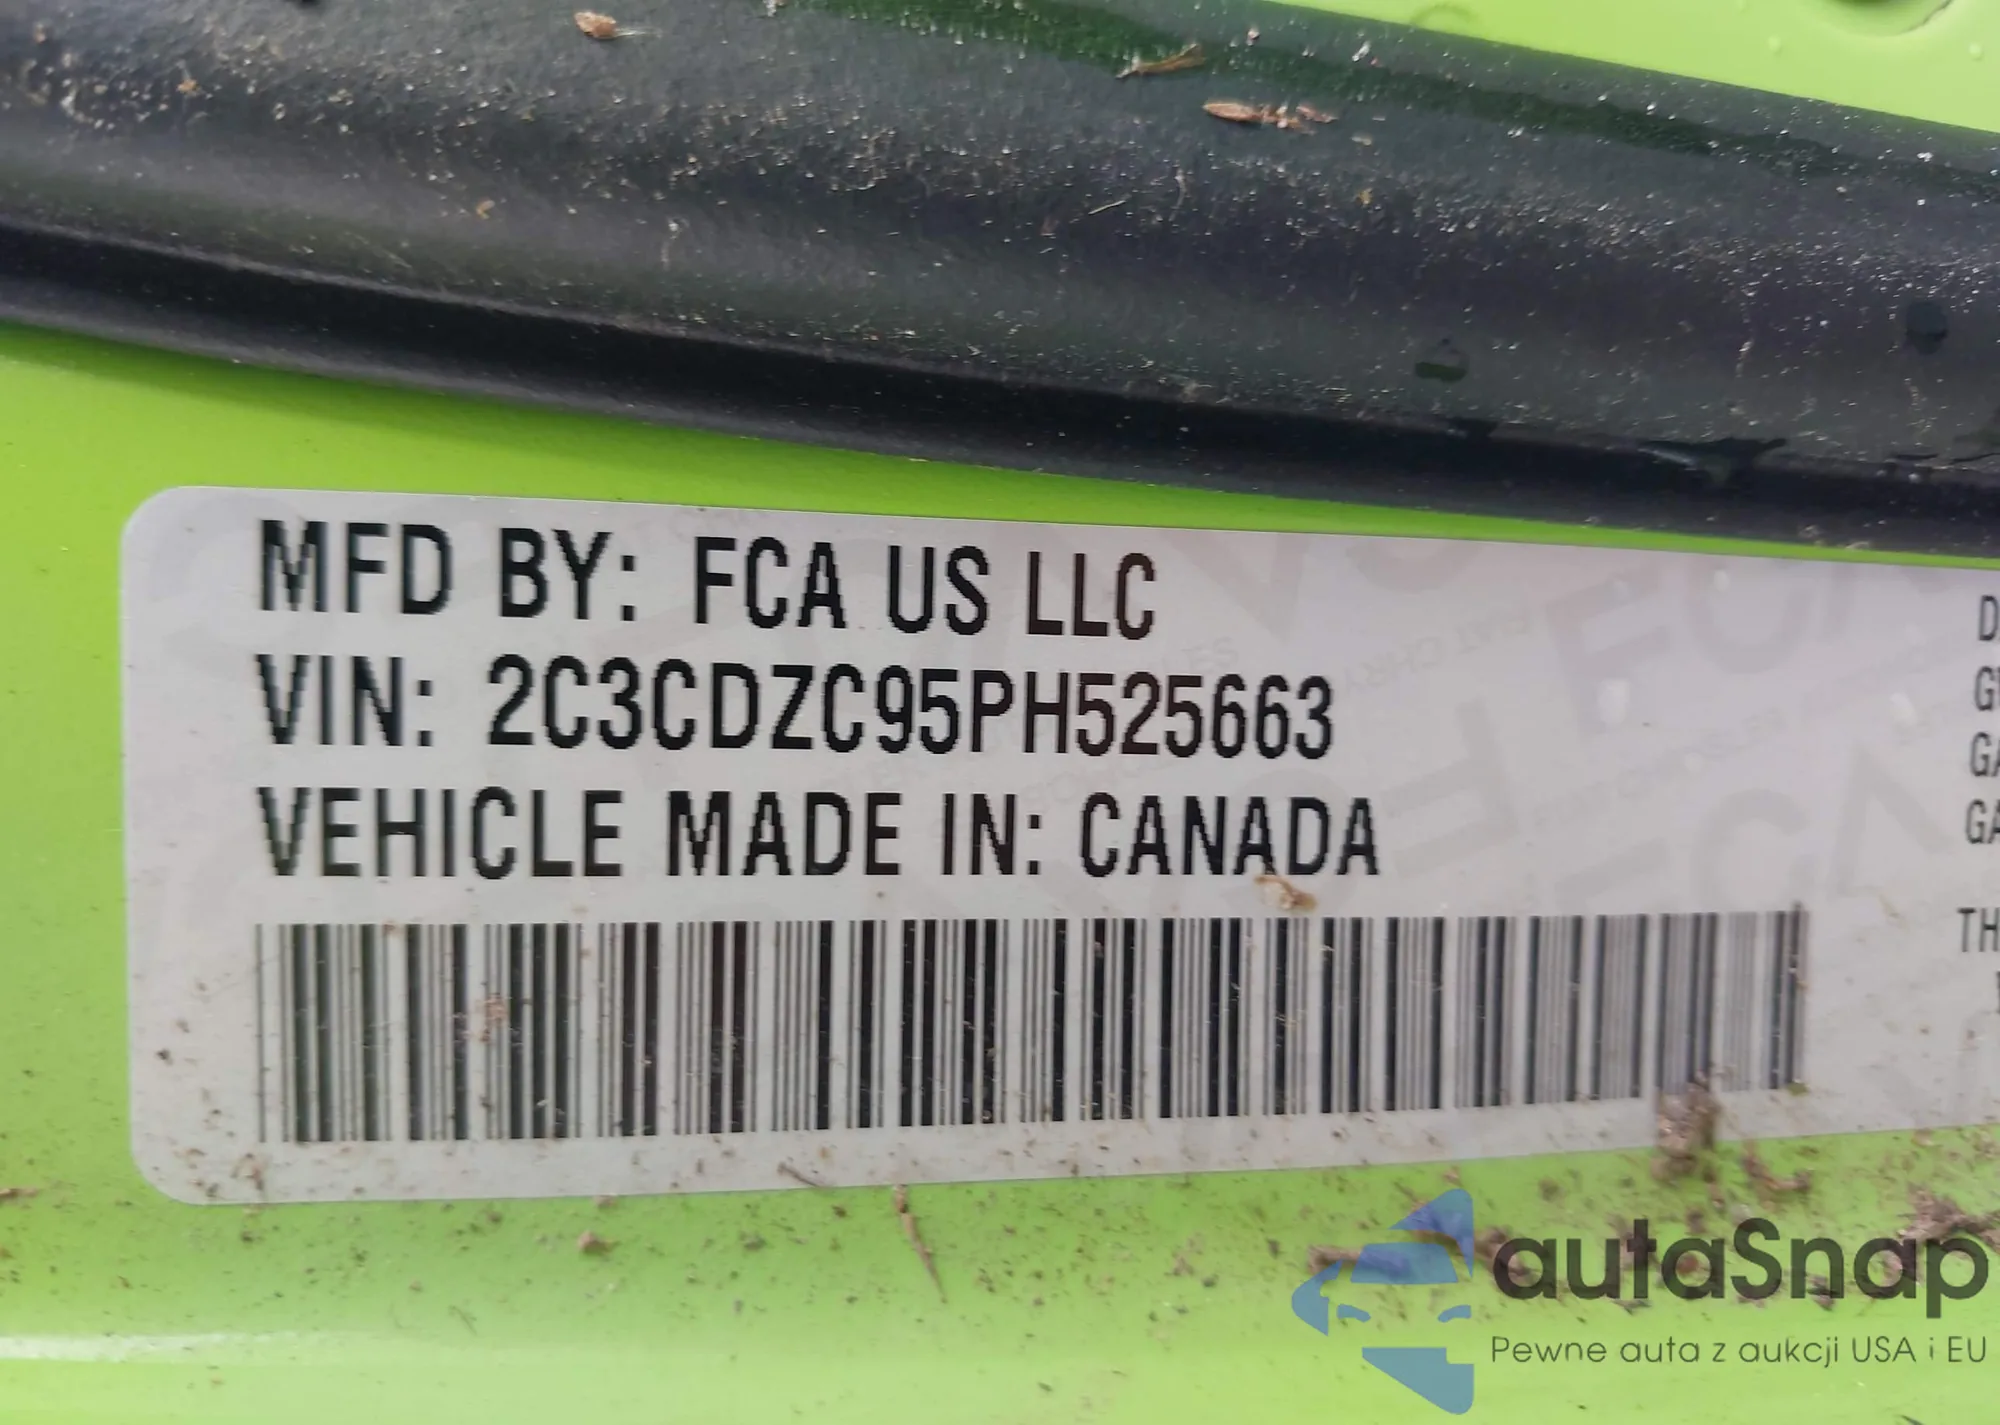 MFD BY: FCA US LLC
VIN: 2C3CDZC95PH525663
VEHICLE MADE IN: CANADA
autaSnap
Pewne auta z aukcji USA i EU